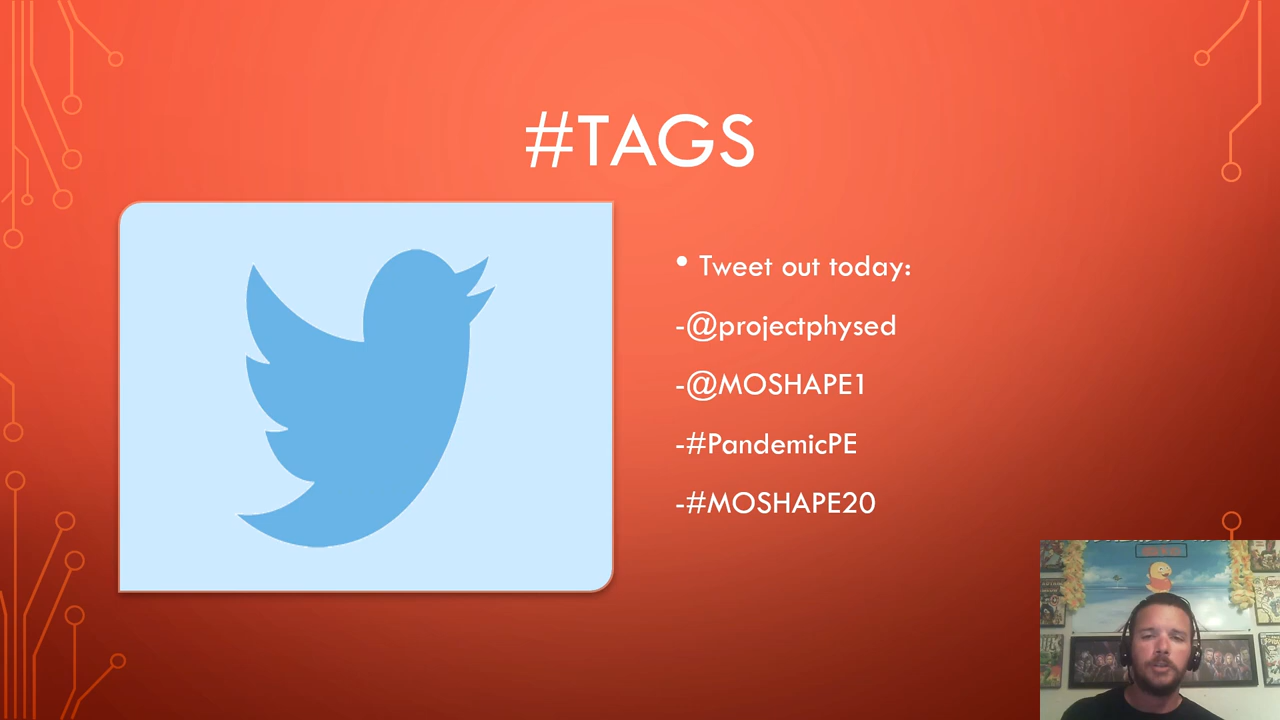 #TAGS
• Tweet out today:
-@projectphysed
-@MOSHAPE1
-#PandemicPE
-#MOSHAPE20